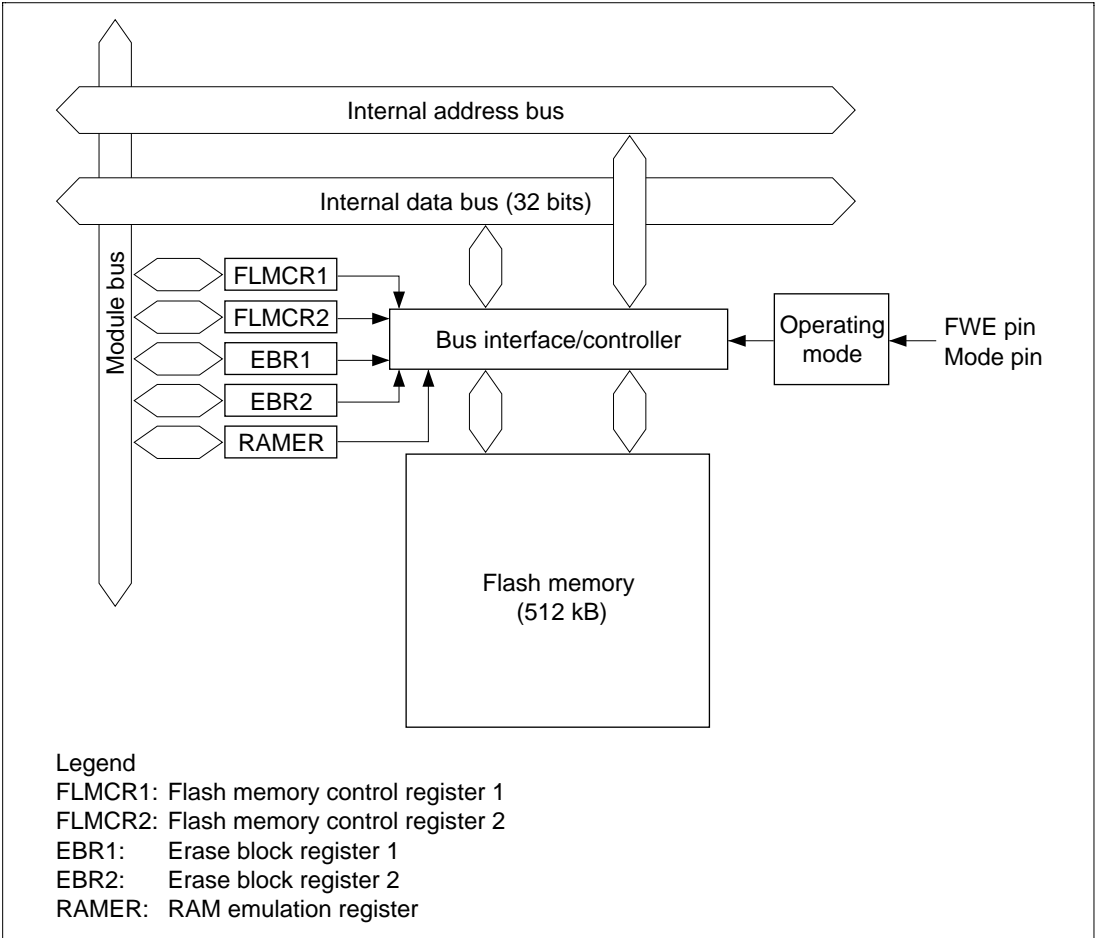 Internal address bus
Internal data bus (32 bits)
Module bus
FLMCR1
FLMCR2
EBR1
EBR2
RAMER
Bus interface/controller
Operating
mode
FWE pin
Mode pin
Flash memory
(512 kB)
Legend
FLMCR1: Flash memory control register 1
FLMCR2: Flash memory control register 2
EBR1: Erase block register 1
EBR2: Erase block register 2
RAMER: RAM emulation register